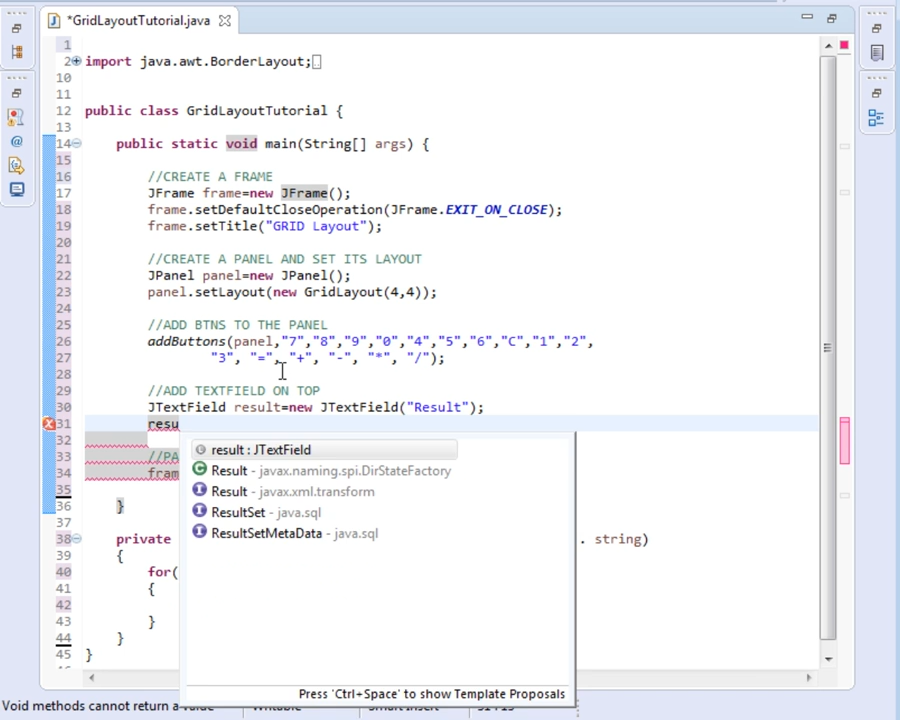 *GridLayoutTutorial.java
1
2 import java.awt.BorderLayout;
10
11
12 public class GridLayoutTutorial {
13
14 public static void main(String[] args) {
15
16 //CREATE A FRAME
17 JFrame frame=new JFrame();
18 frame.setDefaultCloseOperation(JFrame.EXIT_ON_CLOSE);
19 frame.setTitle("GRID Layout");
20
21 //CREATE A PANEL AND SET ITS LAYOUT
22 JPanel panel=new JPanel();
23 panel.setLayout(new GridLayout(4,4));
24
25 //ADD BTNS TO THE PANEL
26 addButtons(panel,"7","8","9","0","4","5","6","C","1","2",
27 "3", "=", "+", "-", "*", "/");
28
29 //ADD TEXTFIELD ON TOP
30 JTextField result=new JTextField("Result");
31 resu
32
result : JTextField
33 //PA
Result - javax.naming.spi.DirStateFactory
34 fram
Result - javax.xml.transform
35
ResultSet - java.sql
36 }
37
ResultSetMetaData - java.sql
38 private . string)
39 {
40 for(
41 {
42
43 }
44 }
45 }
Press 'Ctrl+Space' to show Template Proposals
Void methods cannot return a value